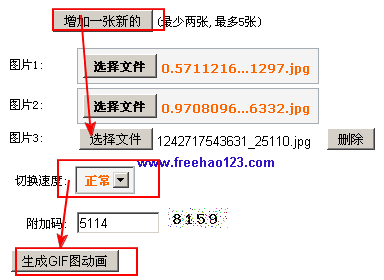 增加一张新的 (最少两张, 最多5张)
图片1: 选择文件 0.5711216...1297.jpg
图片2: 选择文件 0.9708096...6332.jpg
图片3: 选择文件 1242717543631_25110.jpg 删除
www.freehao123.com
切换速度: 正常
附加码: 5114 8159
生成GIF图动画